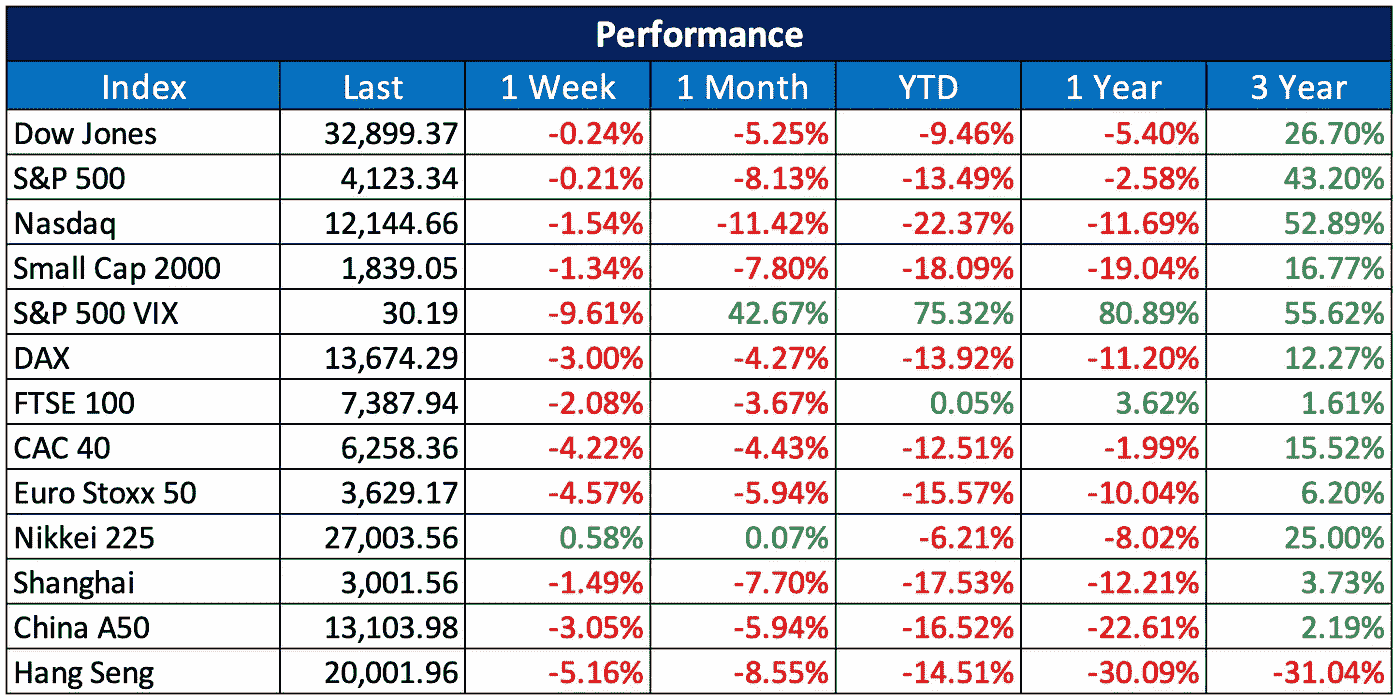 Performance
Index Last 1 Week 1 Month YTD 1 Year 3 Year
Dow Jones 32,899.37 -0.24% -5.25% -9.46% -5.40% 26.70%
S&P 500 4,123.34 -0.21% -8.13% -13.49% -2.58% 43.20%
Nasdaq 12,144.66 -1.54% -11.42% -22.37% -11.69% 52.89%
Small Cap 2000 1,839.05 -1.34% -7.80% -18.09% -19.04% 16.77%
S&P 500 VIX 30.19 -9.61% 42.67% 75.32% 80.89% 55.62%
DAX 13,674.29 -3.00% -4.27% -13.92% -11.20% 12.27%
FTSE 100 7,387.94 -2.08% -3.67% 0.05% 3.62% 1.61%
CAC 40 6,258.36 -4.22% -4.43% -12.51% -1.99% 15.52%
Euro Stoxx 50 3,629.17 -4.57% -5.94% -15.57% -10.04% 6.20%
Nikkei 225 27,003.56 0.58% 0.07% -6.21% -8.02% 25.00%
Shanghai 3,001.56 -1.49% -7.70% -17.53% -12.21% 3.73%
China A50 13,103.98 -3.05% -5.94% -16.52% -22.61% 2.19%
Hang Seng 20,001.96 -5.16% -8.55% -14.51% -30.09% -31.04%